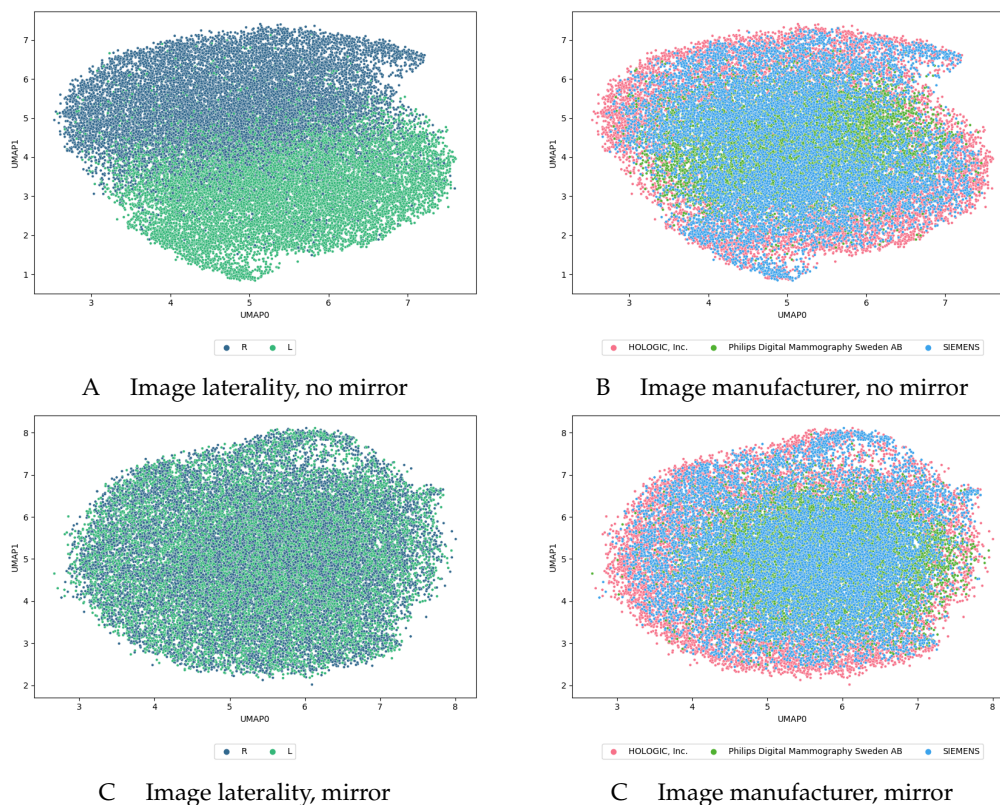 7
6
5
4
3
2
1
UMAP1
3 4 5 6 7
UMAP0
R L
A Image laterality, no mirror
7
6
5
4
3
2
1
UMAP1
3 4 5 6 7
UMAP0
HOLOGIC, Inc. Philips Digital Mammography Sweden AB SIEMENS
B Image manufacturer, no mirror
8
7
6
5
4
3
2
UMAP1
3 4 5 6 7 8
UMAP0
R L
C Image laterality, mirror
8
7
6
5
4
3
2
UMAP1
3 4 5 6 7 8
UMAP0
HOLOGIC, Inc. Philips Digital Mammography Sweden AB SIEMENS
C Image manufacturer, mirror